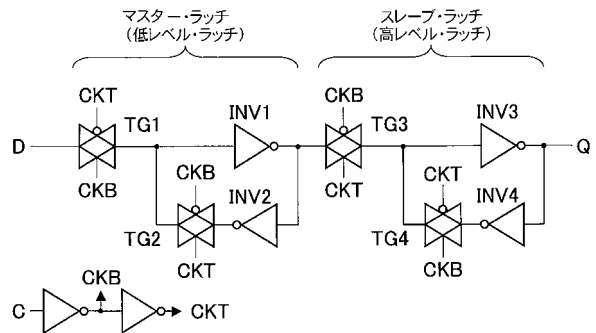 マスター・ラッチ
(低レベル・ラッチ)
スレーブ・ラッチ
(高レベル・ラッチ)
CKT
TG1
INV1
CKB
TG3
INV3
D
Q
CKB
CKB
INV2
CKT
CKT
INV4
TG2
CKT
TG4
CKB
CKB
C
CKT